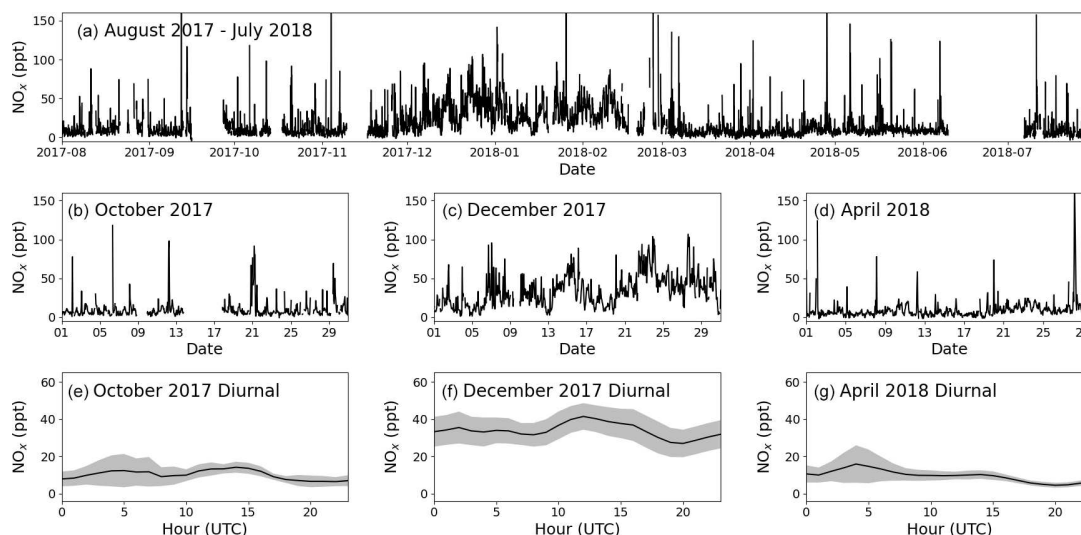 (a) August 2017 - July 2018
NOx (ppt)
150
100
50
0
2017-08 2017-09 2017-10 2017-11 2017-12 2018-01 2018-02 2018-03 2018-04 2018-05 2018-06 2018-07
Date
(b) October 2017
NOx (ppt)
150
100
50
0
01 05 09 13 17 21 25 29
Date
(c) December 2017
NOx (ppt)
150
100
50
0
01 05 09 13 17 21 25 29
Date
(d) April 2018
NOx (ppt)
150
100
50
0
01 05 09 13 17 21 25
Date
(e) October 2017 Diurnal
NOx (ppt)
60
40
20
0
0 5 10 15 20
Hour (UTC)
(f) December 2017 Diurnal
NOx (ppt)
60
40
20
0
0 5 10 15 20
Hour (UTC)
(g) April 2018 Diurnal
NOx (ppt)
60
40
20
0
0 5 10 15 20
Hour (UTC)